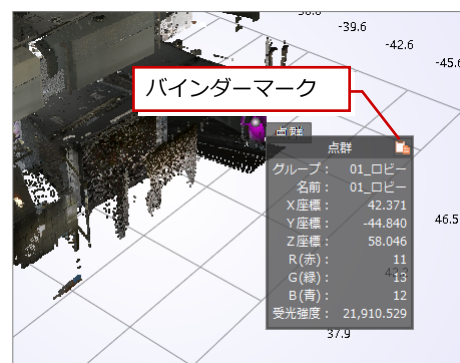 -39.6
-42.6
-45.6
バインダーマーク
点群
点群
グループ： 01_ロビー
名前： 01_ロビー
X座標： 42.371
Y座標： -44.840
Z座標： 58.046
46.5
R(赤)： 11
G(緑)： 13
B(青)： 12
受光強度： 21,910.529
37.9